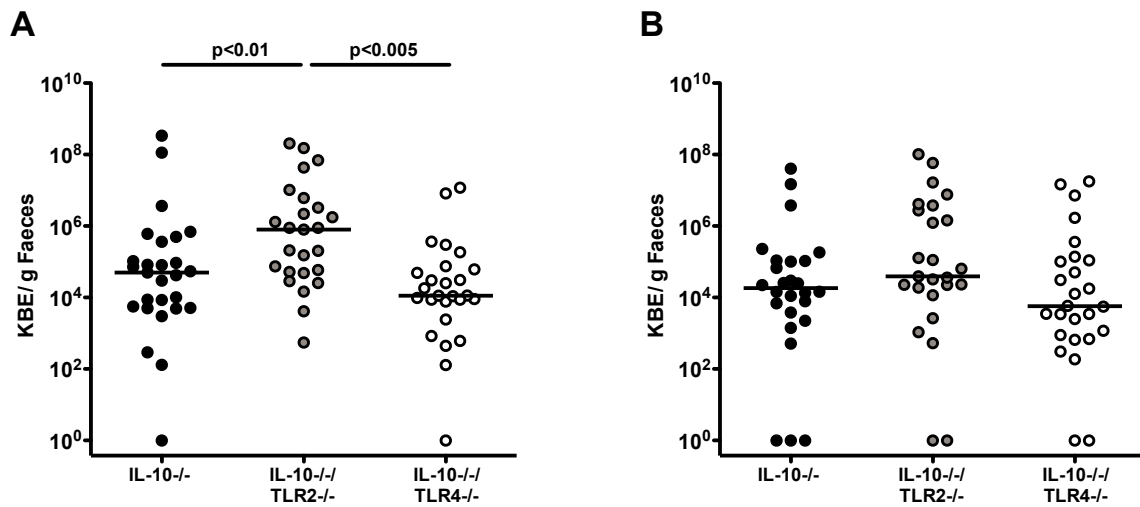 A
B
p<0.01
p<0.005
KBE/ g Faeces
10^10
10^8
10^6
10^4
10^2
10^0
IL-10-/-
IL-10-/-/
TLR2-/-
IL-10-/-/
TLR4-/-
KBE/ g Faeces
10^10
10^8
10^6
10^4
10^2
10^0
IL-10-/-
IL-10-/-/
TLR2-/-
IL-10-/-/
TLR4-/-